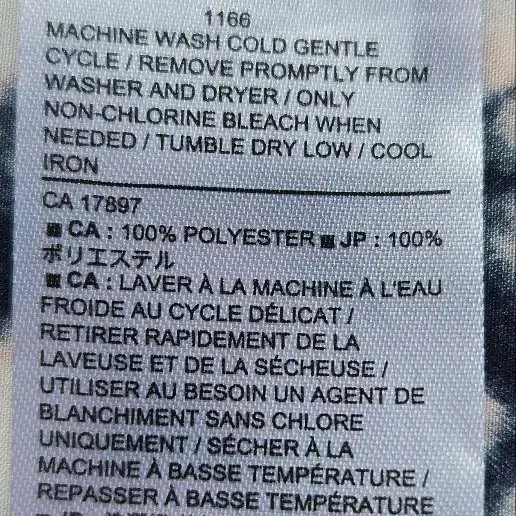 1166
MACHINE WASH COLD GENTLE
CYCLE / REMOVE PROMPTLY FROM
WASHER AND DRYER / ONLY
NON-CHLORINE BLEACH WHEN
NEEDED / TUMBLE DRY LOW / COOL
IRON
CA 17897
■ CA : 100% POLYESTER ■ JP : 100%
ポリエステル
■ CA : LAVER À LA MACHINE À L'EAU
FROIDE AU CYCLE DÉLICAT /
RETIRER RAPIDEMENT DE LA
LAVEUSE ET DE LA SÉCHEUSE /
UTILISER AU BESOIN UN AGENT DE
BLANCHIMENT SANS CHLORE
UNIQUEMENT / SÉCHER À LA
MACHINE À BASSE TEMPÉRATURE /
REPASSER À BASSE TEMPÉRATURE